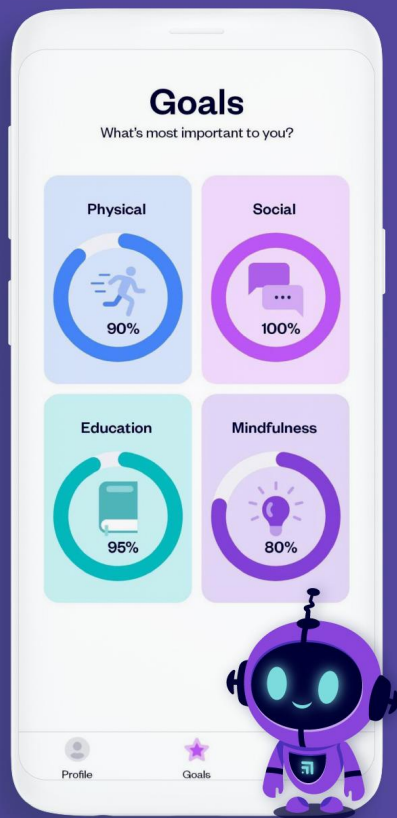 Goals
What's most important to you?
Physical
90%
Social
100%
Education
95%
Mindfulness
80%
Profile
Goals